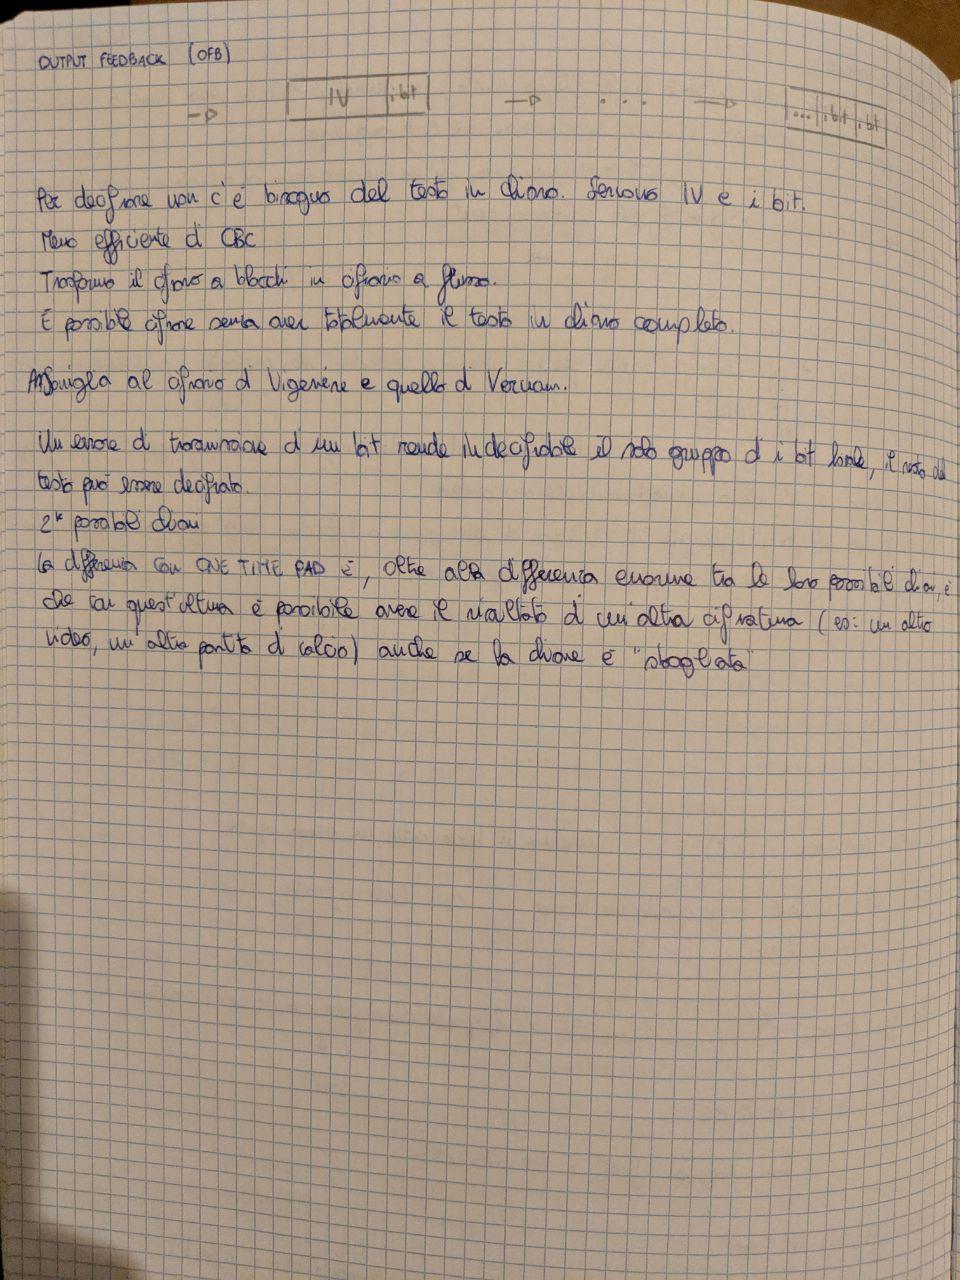 OUTPUT FEEDBACK (OFB)
IV i bit ... ... i bit i bit
Per decifrare non c'è bisogno del testo in chiaro. Servono IV e i bit.
Meno efficiente di CBC
Trasformo il cifrario a blocchi in cifrario a flusso.
È possibile cifrare senza aver totalmente il testo in chiaro completo.
Assomiglia al cifrario di Vigenère e quello di Vernam.
Un errore di trasmissione di un bit rende indecifrabile il solo gruppo di i bit locale, il resto del
testo può essere decifrato.
2^k possibili chiavi
La differenza con ONE TIME PAD è, oltre alla differenza enorme tra le loro possibili chiavi, è
che con quest'ultima è possibile avere il risultato di un'altra cifratura (es: un altro
video, un'altra partita di calcio) anche se la chiave è "sbagliata"